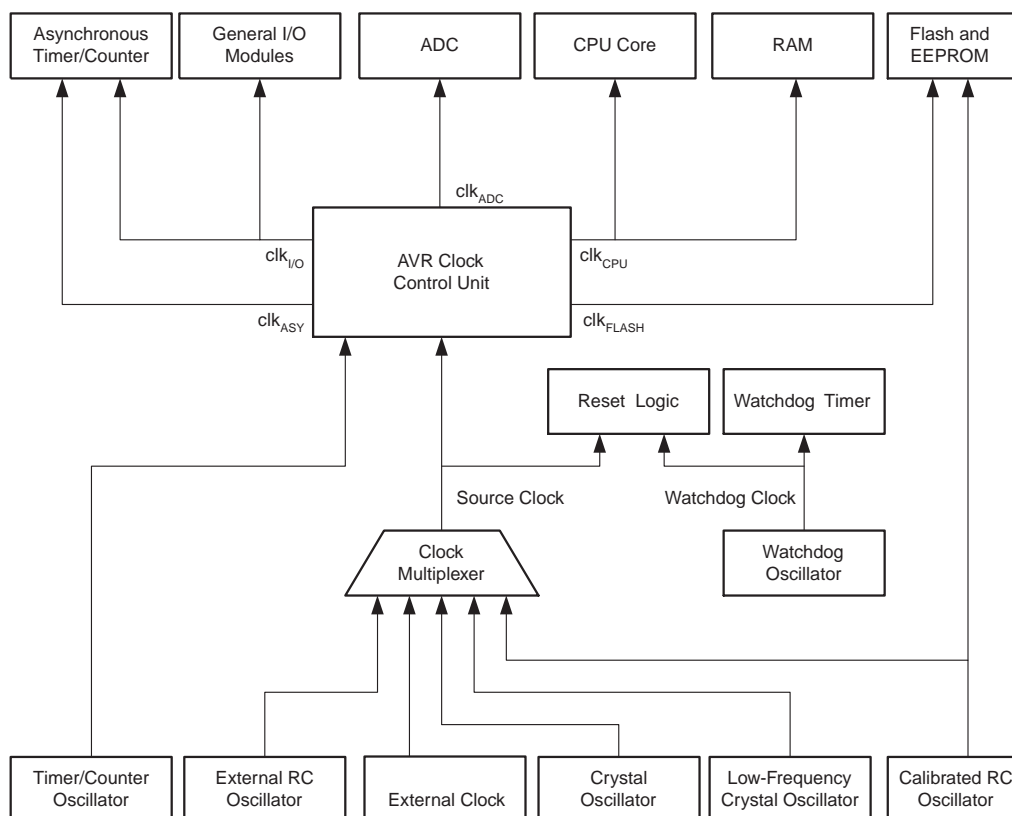 Asynchronous
Timer/Counter
General I/O
Modules
ADC
CPU Core
RAM
Flash and
EEPROM
clkADC
clkI/O
AVR Clock
Control Unit
clkCPU
clkASY
clkFLASH
Reset Logic
Watchdog Timer
Source Clock
Watchdog Clock
Clock
Multiplexer
Watchdog
Oscillator
Timer/Counter
Oscillator
External RC
Oscillator
External Clock
Crystal
Oscillator
Low-Frequency
Crystal Oscillator
Calibrated RC
Oscillator